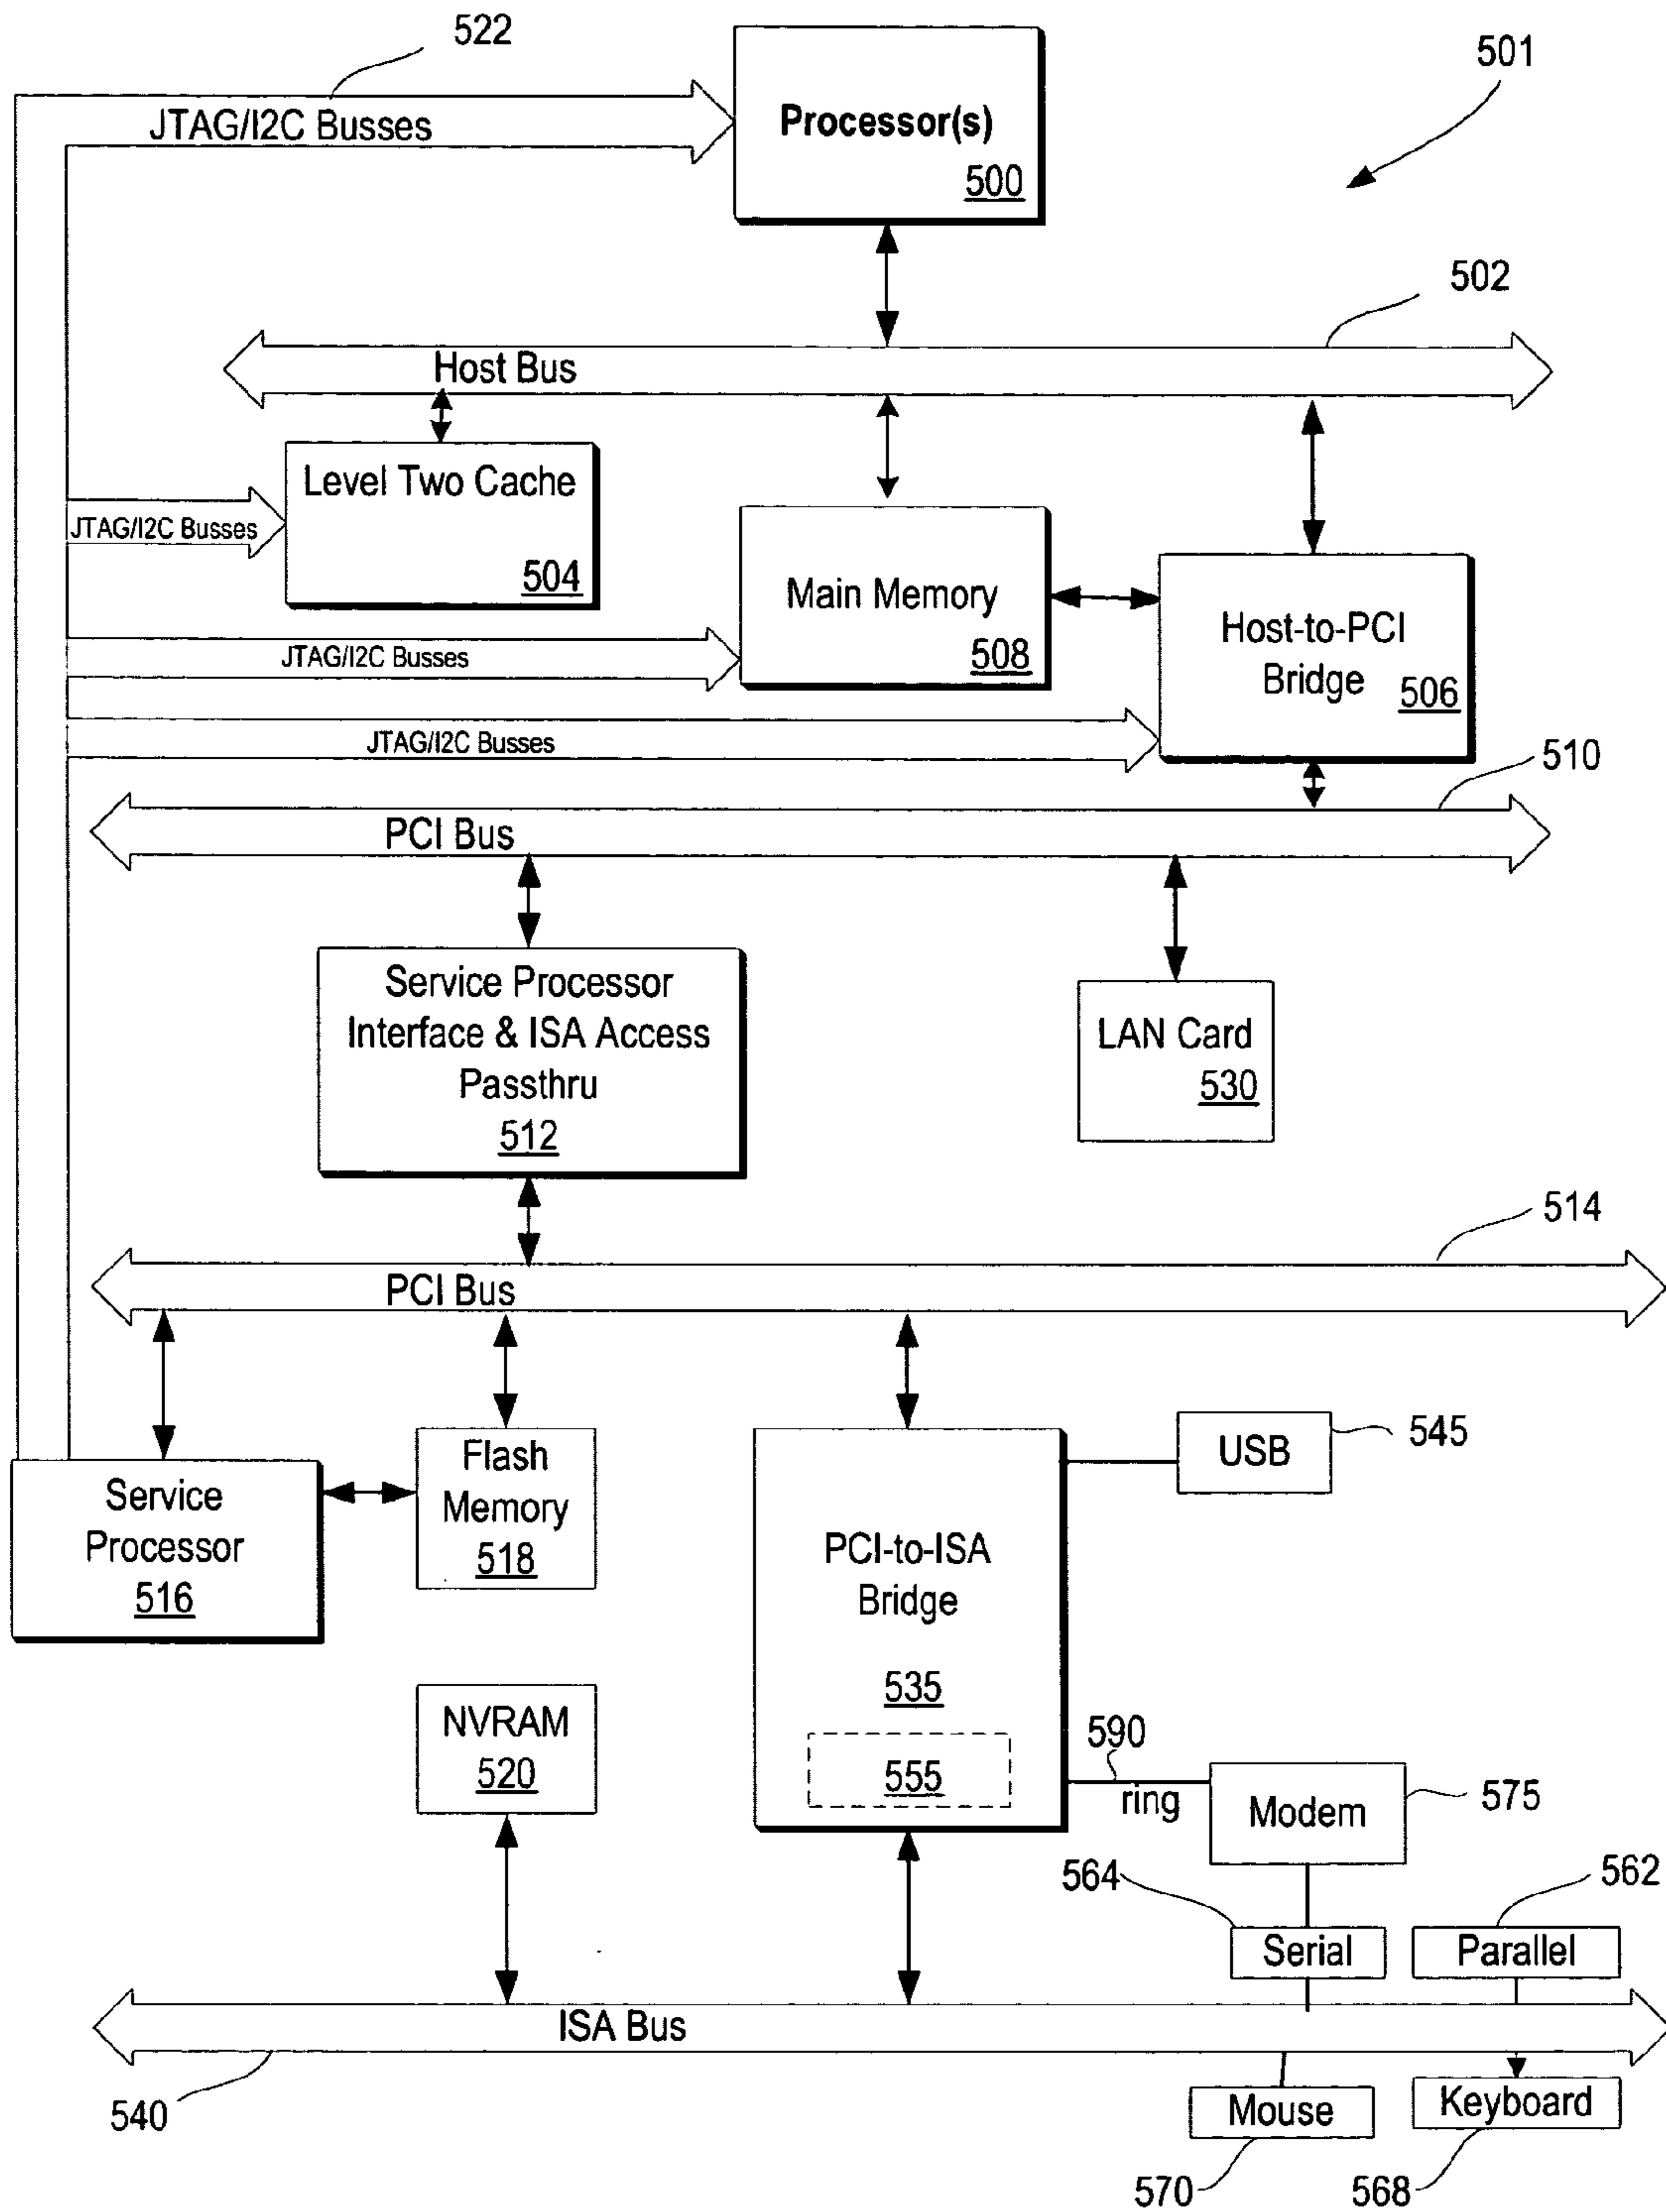 522
501
JTAG/I2C Busses
Processor(s)
500
502
Host Bus
Level Two Cache
504
JTAG/I2C Busses
Main Memory
508
Host-to-PCI
Bridge
506
JTAG/I2C Busses
JTAG/I2C Busses
510
PCI Bus
Service Processor
Interface & ISA Access
Passthru
512
LAN Card
530
514
PCI Bus
Service
Processor
516
Flash
Memory
518
PCI-to-ISA
Bridge
535
555
USB
545
NVRAM
520
590
ring
Modem
575
564
562
Serial
Parallel
ISA Bus
540
Mouse
Keyboard
570
568